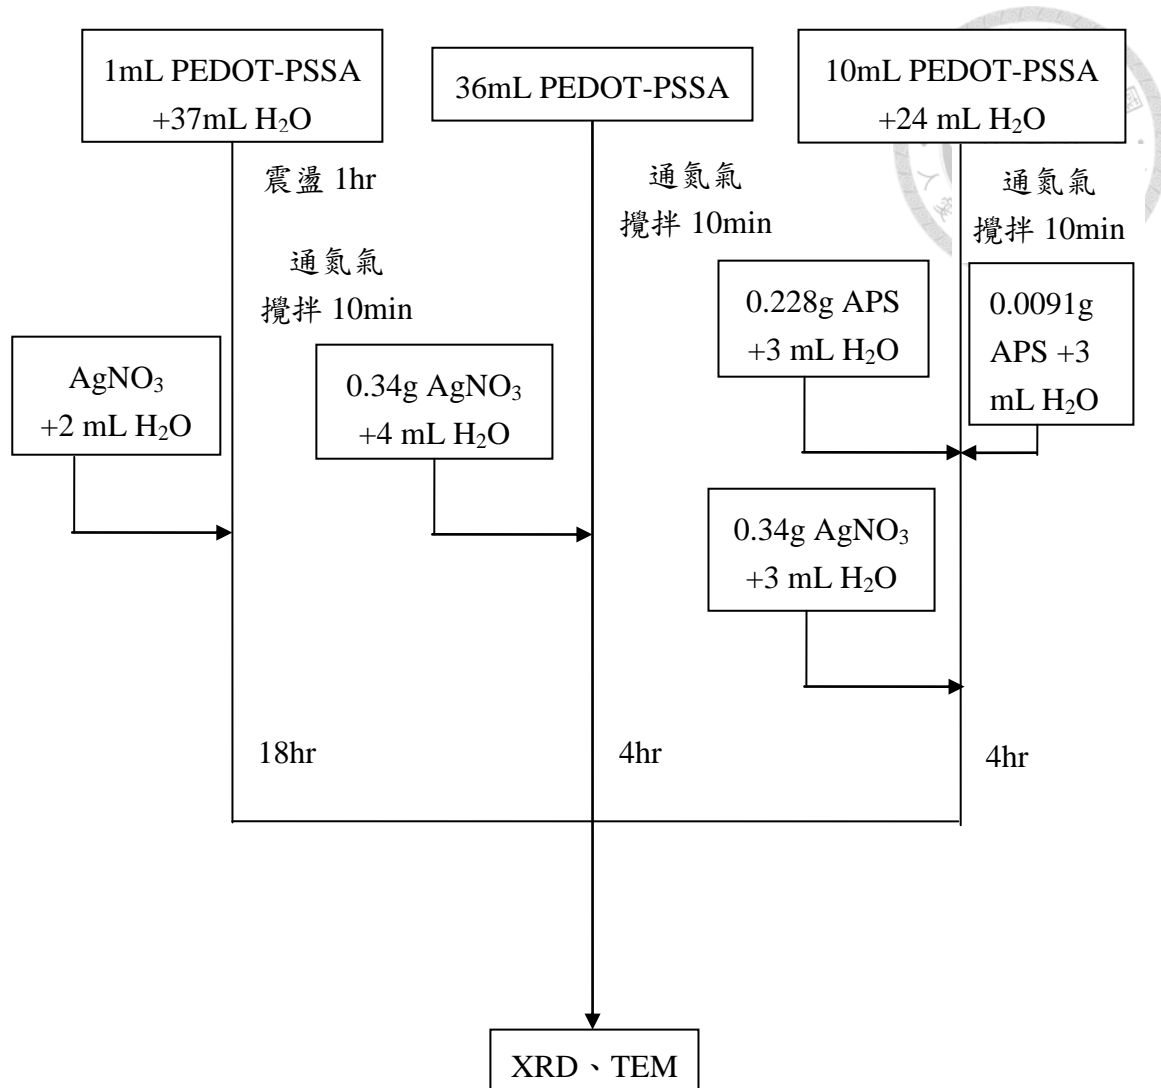 1mL PEDOT-PSSA
+37mL H₂O
36mL PEDOT-PSSA
10mL PEDOT-PSSA
+24 mL H₂O
震盪 1hr
通氮氣
攪拌 10min
通氮氣
攪拌 10min
通氮氣
攪拌 10min
AgNO₃
+2 mL H₂O
0.34g AgNO₃
+4 mL H₂O
0.228g APS
+3 mL H₂O
0.0091g
APS +3
mL H₂O
0.34g AgNO₃
+3 mL H₂O
18hr
4hr
4hr
XRD、TEM